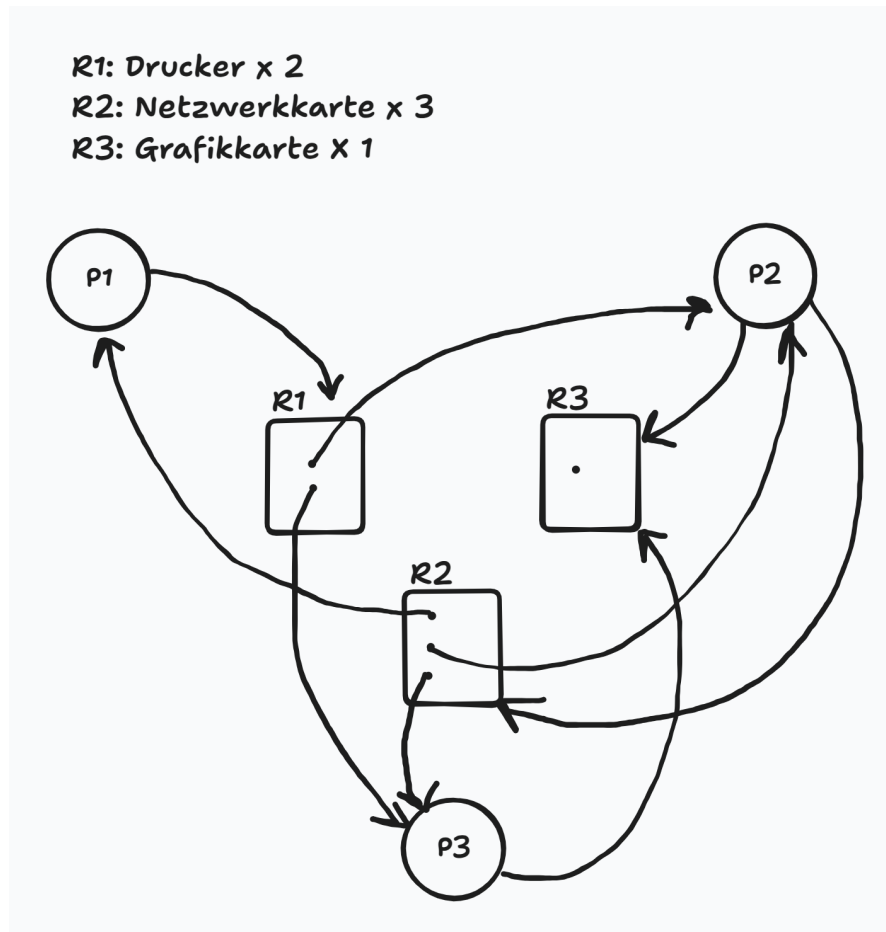 R1: Drucker x 2
R2: Netzwerkkarte x 3
R3: Grafikkarte X 1
P1
P2
R1
R3
R2
P3